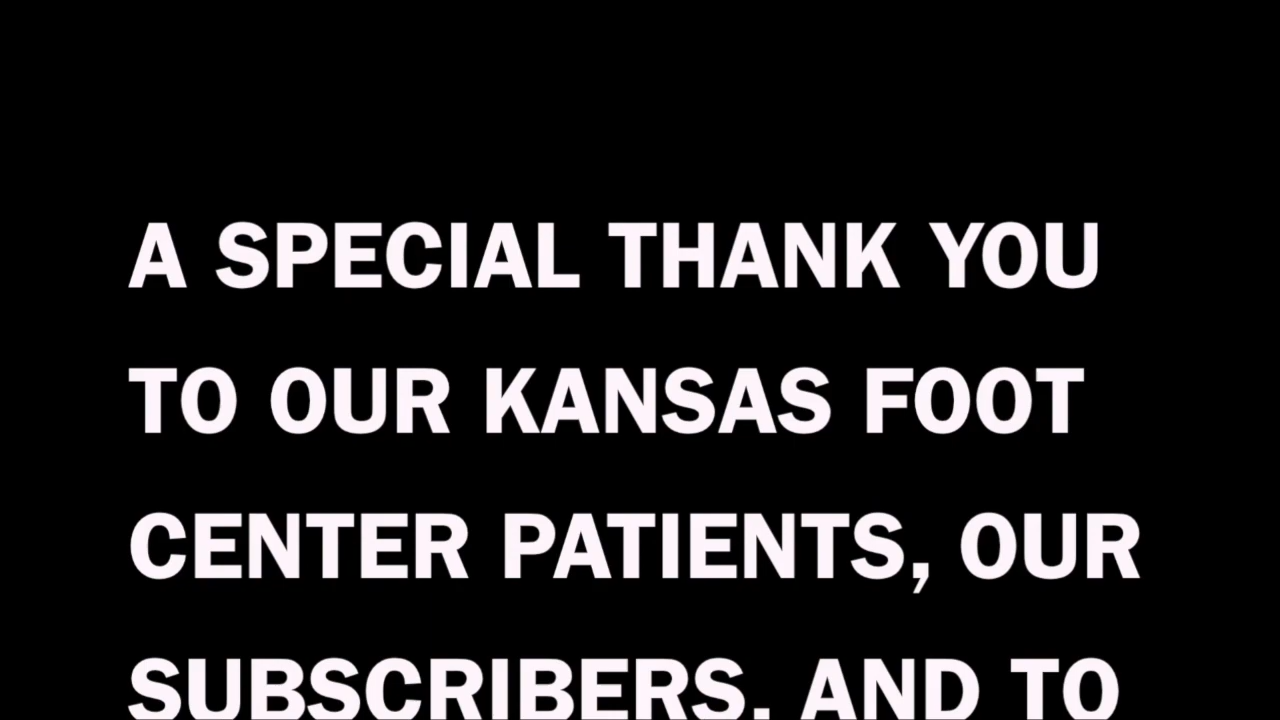 A SPECIAL THANK YOU
TO OUR KANSAS FOOT
CENTER PATIENTS, OUR
SUBSCRIBERS, AND TO